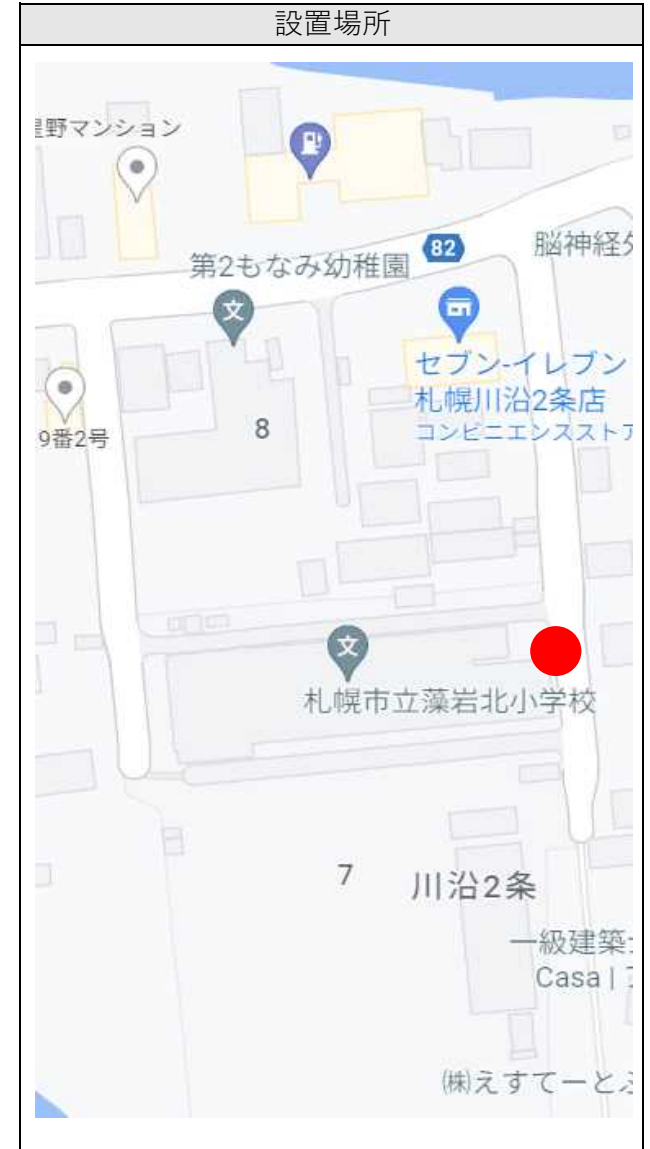 設置場所
星野マンション
82
脳神経ク
第2もなみ幼稚園
セブン-イレブン
札幌川沿2条店
コンビニエンスストア
9番2号
8
札幌市立藻岩北小学校
7
川沿2条
一級建築士
Casa | 
㈱えすてーとふ